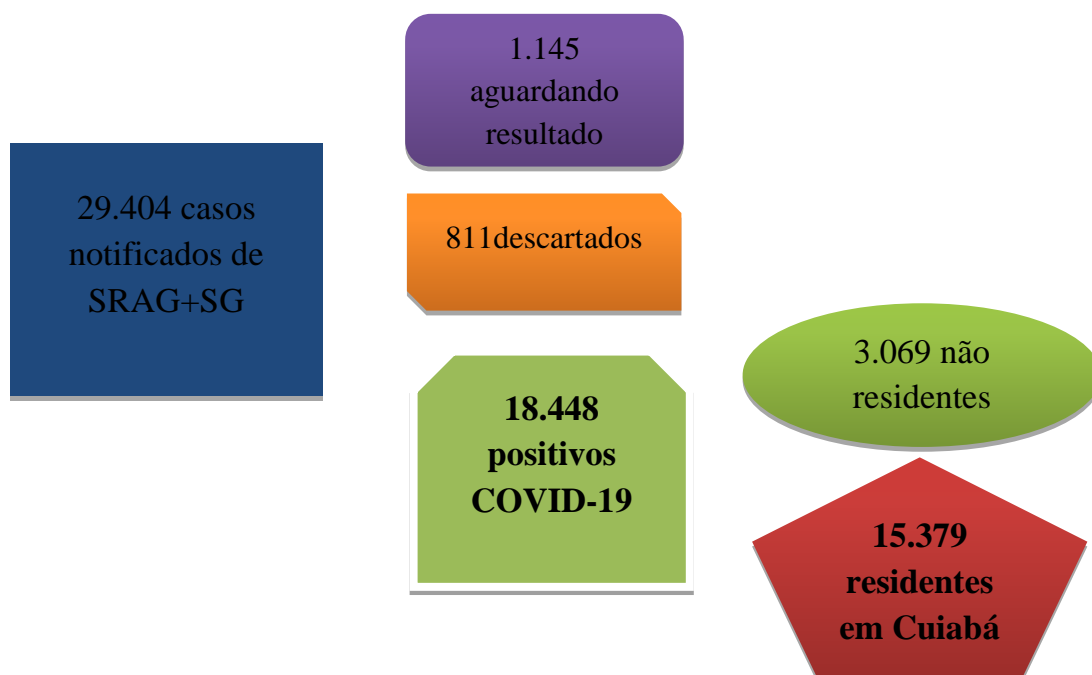 1.145
aguardando
resultado
29.404 casos
notificados de
SRAG+SG
811descartados
18.448
positivos
COVID-19
3.069 não
residentes
15.379
residentes
em Cuiabá